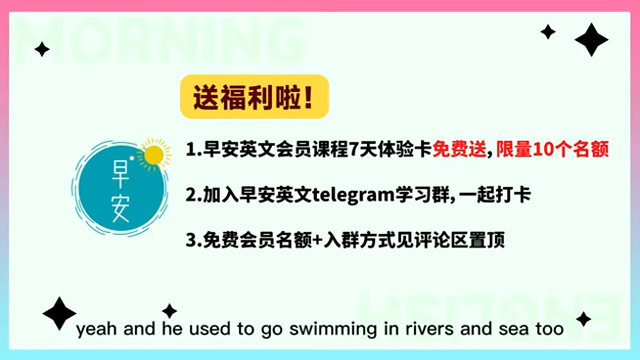 MORNING
送福利啦!
早安
1.早安英文会员课程7天体验卡免费送,限量10个名额
2.加入早安英文telegram学习群,一起打卡
3.免费会员名额+入群方式见评论区置顶
ENGLISH
yeah and he used to go swimming in rivers and sea too